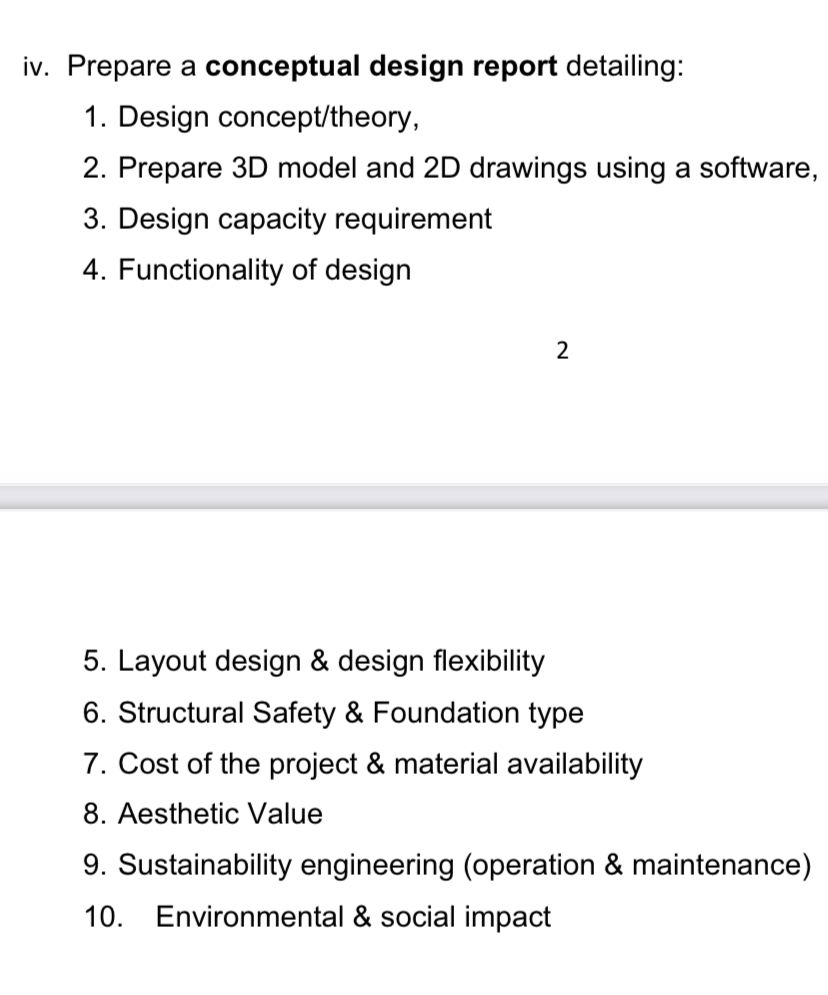 iv. Prepare a conceptual design report detailing:
1. Design concept/theory,
2. Prepare 3D model and 2D drawings using a software,
3. Design capacity requirement
4. Functionality of design
2
5. Layout design & design flexibility
6. Structural Safety & Foundation type
7. Cost of the project & material availability
8. Aesthetic Value
9. Sustainability engineering (operation & maintenance)
10. Environmental & social impact